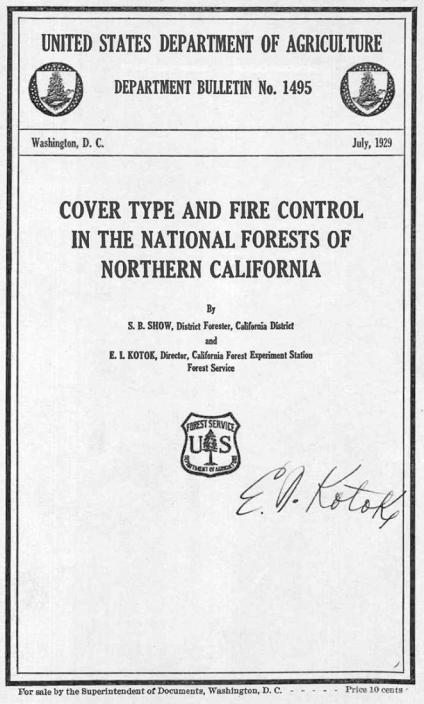 UNITED STATES DEPARTMENT OF AGRICULTURE
DEPARTMENT BULLETIN No. 1495
Washington, D. C. July, 1929
COVER TYPE AND FIRE CONTROL
IN THE NATIONAL FORESTS OF
NORTHERN CALIFORNIA
By
S. B. SHOW, District Forester, California District
and
E. I. KOTOK, Director, California Forest Experiment Station
Forest Service
FOREST SERVICE
U S
DEPARTMENT OF AGRICULTURE
E. I. Kotok
For sale by the Superintendent of Documents, Washington, D. C. - - - - - Price 10 cents